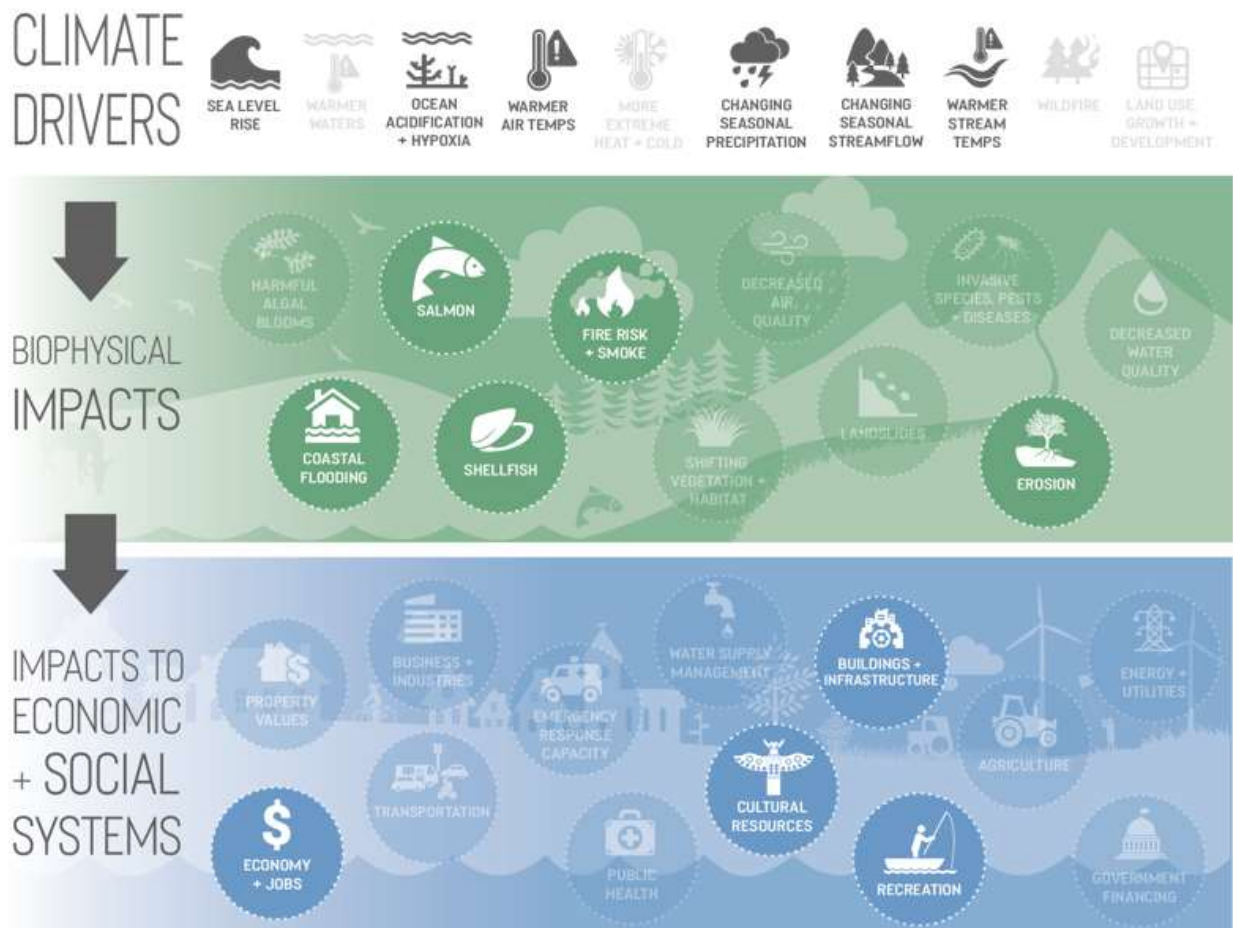 CLIMATE
DRIVERS
SEA LEVEL
RISE
WARMER
WATERS
OCEAN
ACIDIFICATION
+ HYPOXIA
WARMER
AIR TEMPS
MORE
EXTREME
HEAT + COLD
CHANGING
SEASONAL
PRECIPITATION
CHANGING
SEASONAL
STREAMFLOW
WARMER
STREAM
TEMPS
WILDFIRE
LAND USE,
GROWTH +
DEVELOPMENT
BIOPHYSICAL
IMPACTS
HARMFUL
ALGAL
BLOOMS
SALMON
FIRE RISK
+ SMOKE
DECREASED
AIR
QUALITY
INVASIVE
SPECIES, PESTS
+ DISEASES
DECREASED
WATER
QUALITY
COASTAL
FLOODING
SHELLFISH
SHIFTING
VEGETATION +
HABITAT
LANDSLIDES
EROSION
IMPACTS TO
ECONOMIC
+ SOCIAL
SYSTEMS
PROPERTY
VALUES
BUSINESS +
INDUSTRIES
EMERGENCY
RESPONSE
CAPACITY
WATER SUPPLY
MANAGEMENT
BUILDINGS +
INFRASTRUCTURE
ENERGY +
UTILITIES
AGRICULTURE
TRANSPORTATION
ECONOMY
+ JOBS
PUBLIC
HEALTH
CULTURAL
RESOURCES
RECREATION
GOVERNMENT
FINANCING